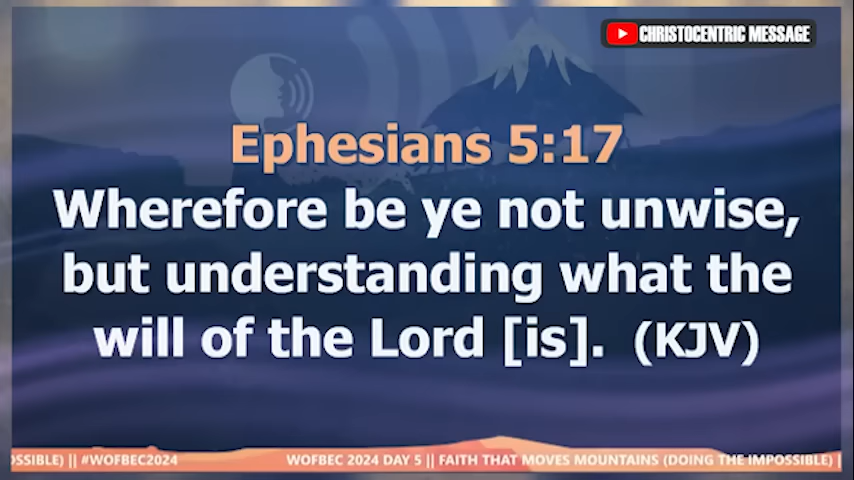 CHRISTOCENTRIC MESSAGE
Ephesians 5:17
Wherefore be ye not unwise,
but understanding what the
will of the Lord [is]. (KJV)
OSSIBLE) || #WOFBEC2024 WOFBEC 2024 DAY 5 || FAITH THAT MOVES MOUNTAINS (DOING THE IMPOSSIBLE) |